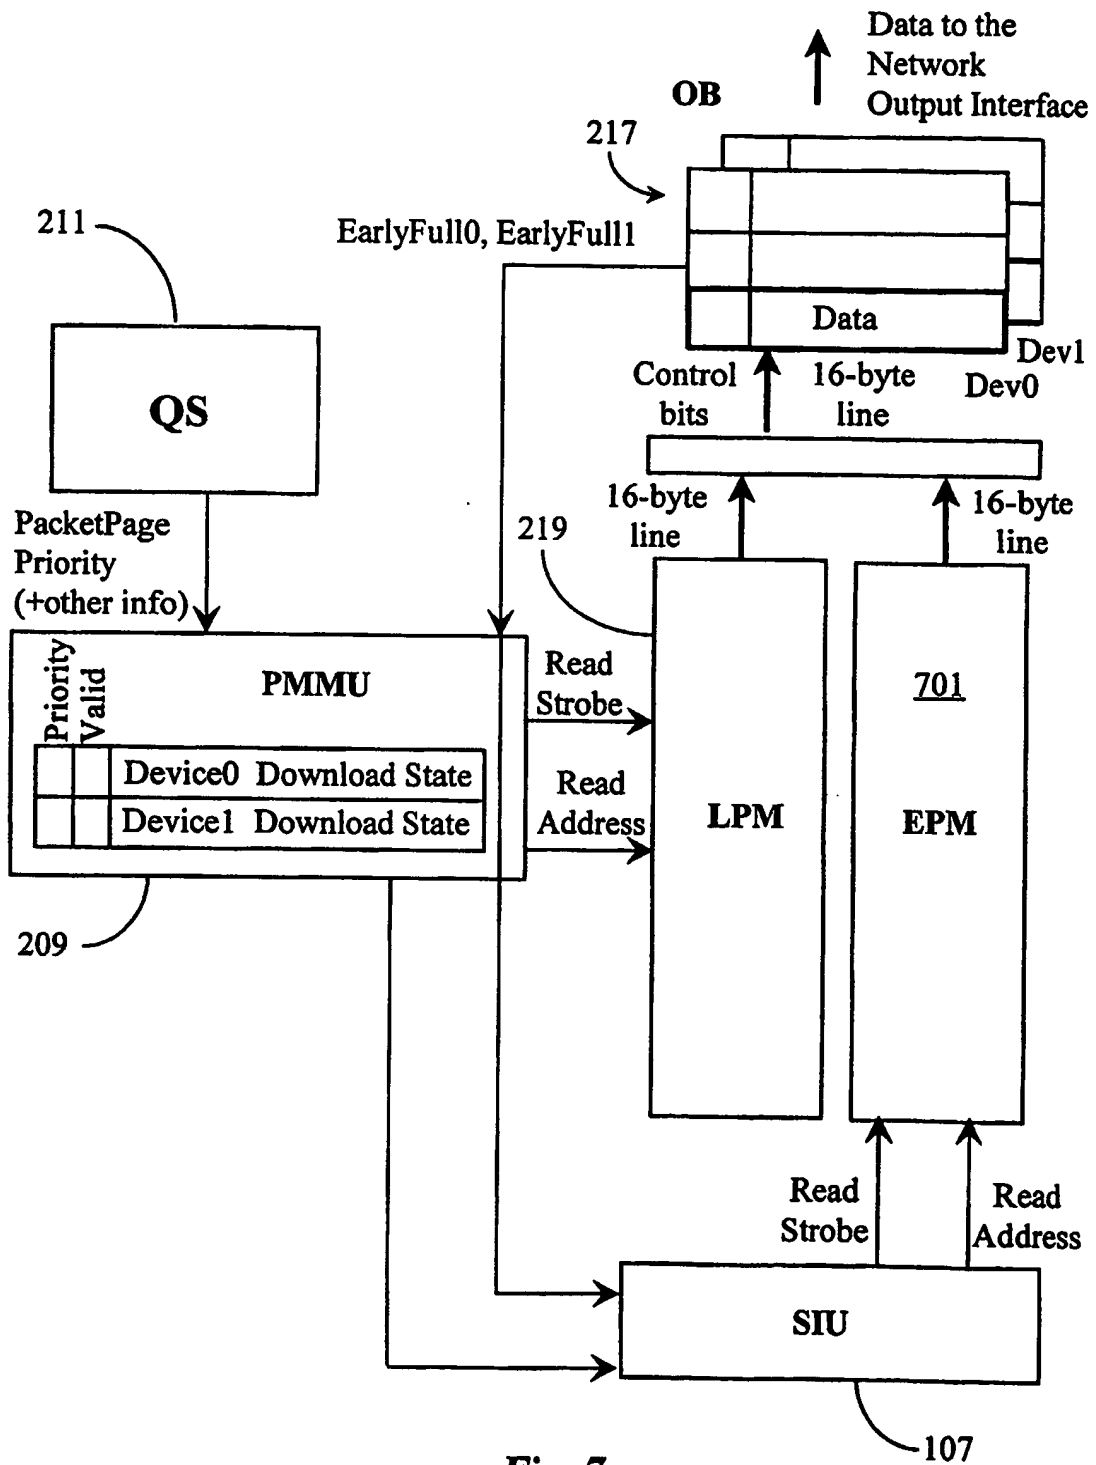 Data to the
Network
Output Interface
OB
217
211
EarlyFull0, EarlyFull1
Data
Dev1
Dev0
Control
bits
16-byte
line
QS
16-byte
line
16-byte
line
219
PacketPage
Priority
(+other info)
Priority
Valid
PMMU
Read
Strobe
701
Device0 Download State
Device1 Download State
Read
Address
LPM
EPM
209
Read
Strobe
Read
Address
SIU
107